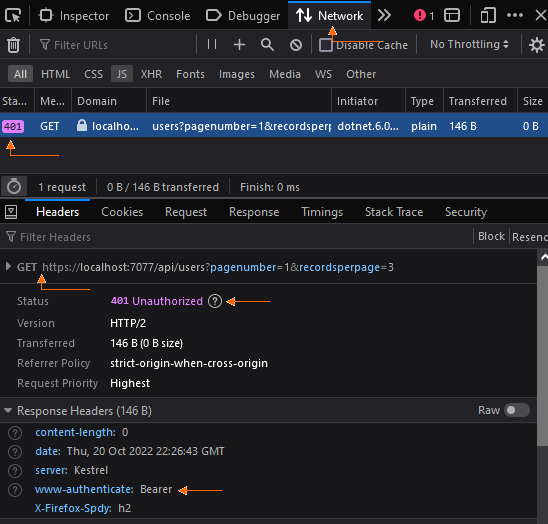 Inspector Console Debugger Network 1
Filter URLs Disable Cache No Throttling
All HTML CSS JS XHR Fonts Images Media WS Other
Sta... Me... Domain File Initiator Type Transferred Size
401 GET localho... users?pagenumber=1&recordsperp dotnet.6.0... plain 146 B 0 B
1 request 0 B / 146 B transferred Finish: 0 ms
Headers Cookies Request Response Timings Stack Trace Security
Filter Headers Block Resend
GET https://localhost:7077/api/users?pagenumber=1&recordsperpage=3
Status 401 Unauthorized ?
Version HTTP/2
Transferred 146 B (0 B size)
Referrer Policy strict-origin-when-cross-origin
Request Priority Highest
Response Headers (146 B) Raw
? content-length: 0
? date: Thu, 20 Oct 2022 22:26:43 GMT
? server: Kestrel
? www-authenticate: Bearer
X-Firefox-Spdy: h2